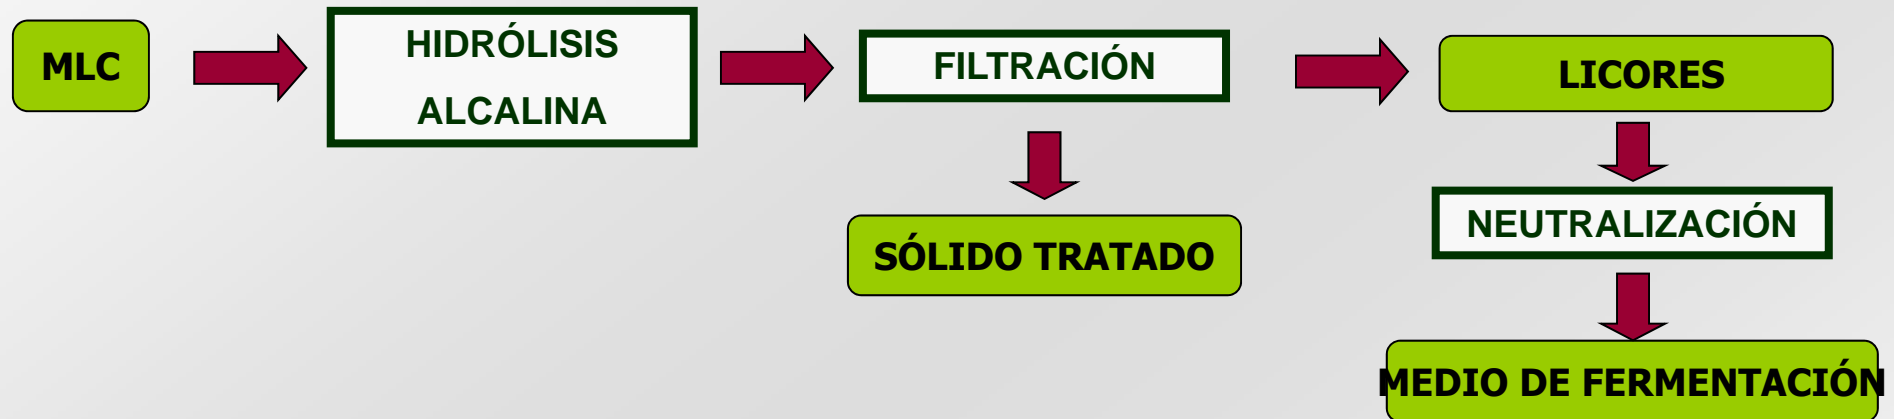 MLC
HIDRÓLISIS
ALCALINA
FILTRACIÓN
LICORES
SÓLIDO TRATADO
NEUTRALIZACIÓN
MEDIO DE FERMENTACIÓN